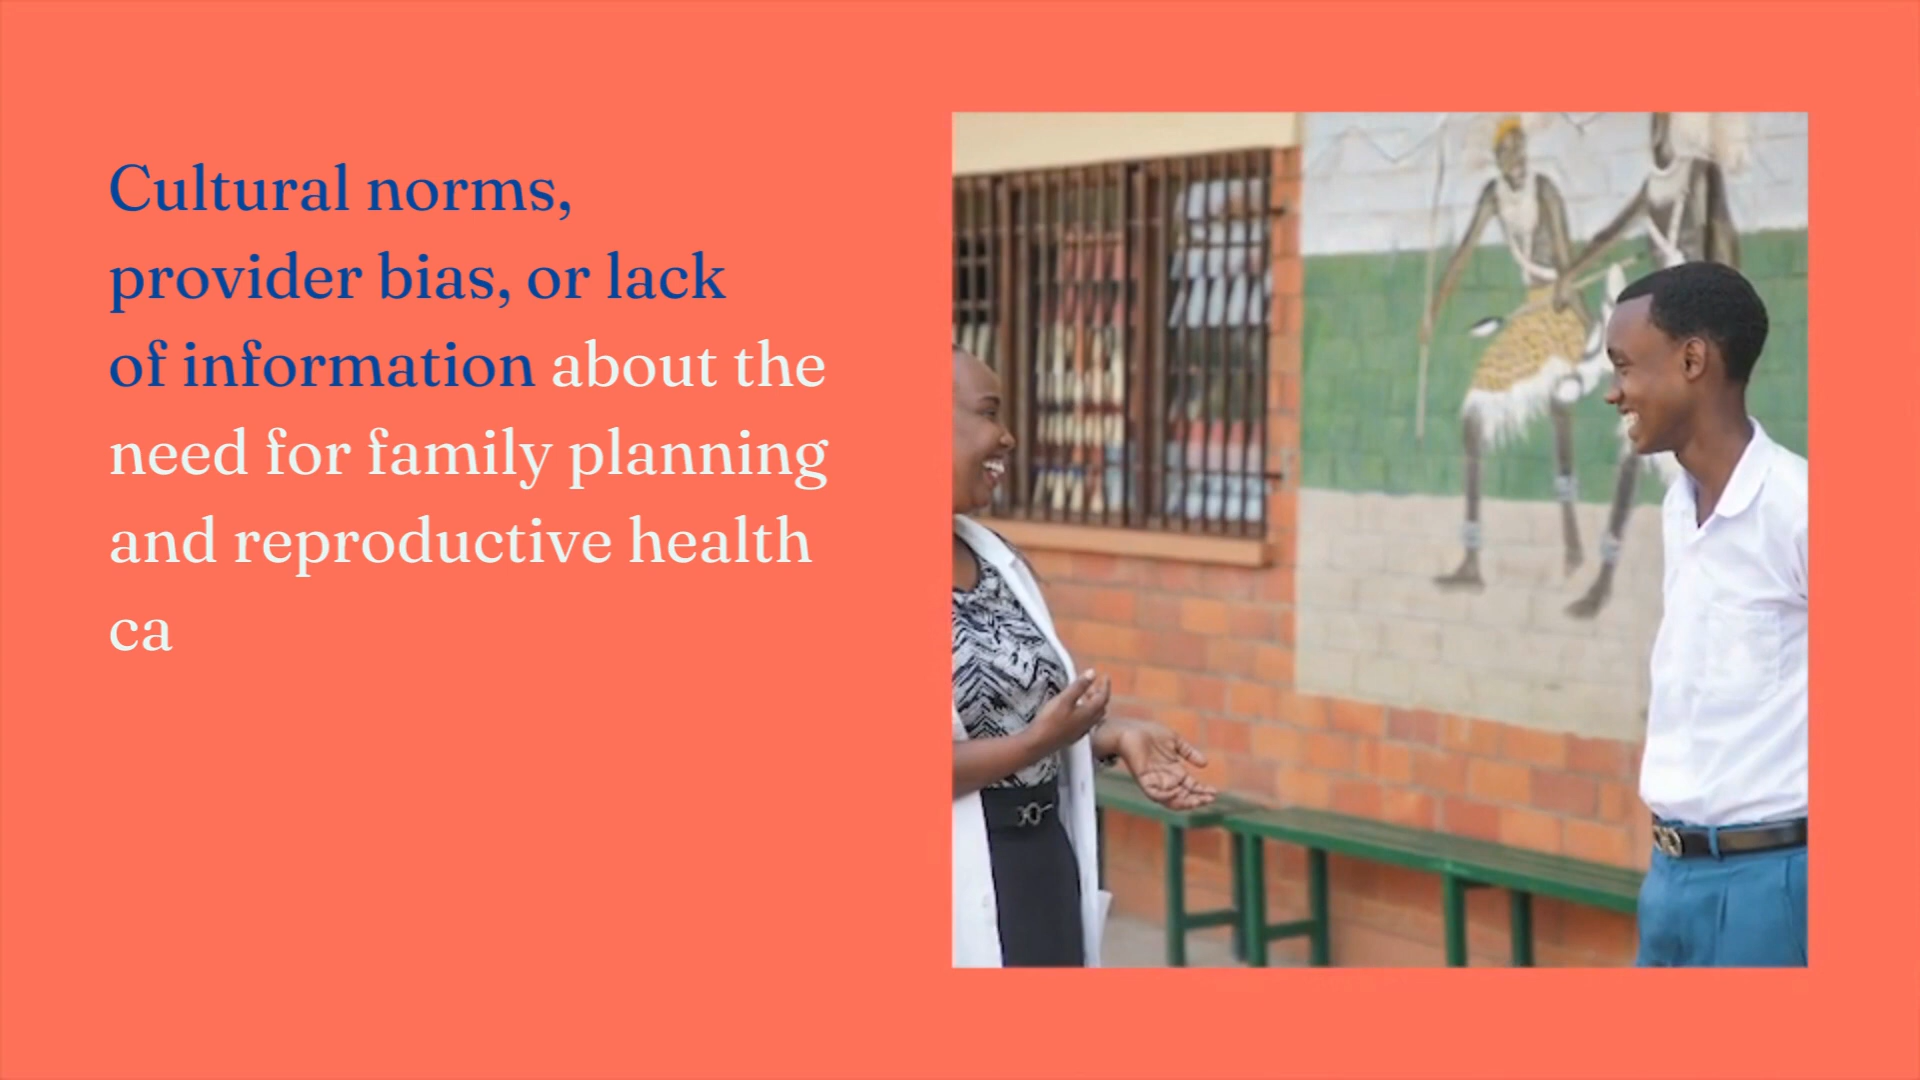 Cultural norms,
provider bias, or lack
of information about the
need for family planning
and reproductive health
ca